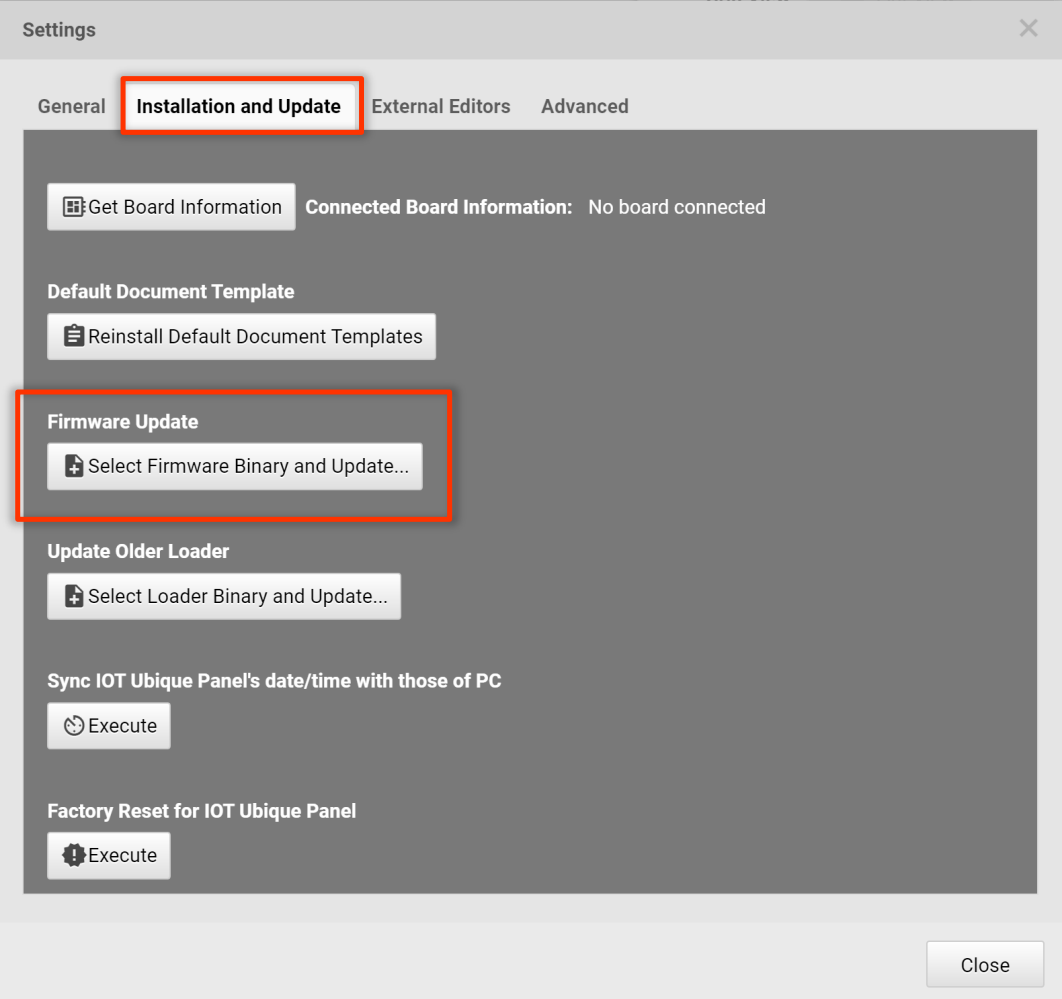 Settings
General Installation and Update External Editors Advanced
Get Board Information Connected Board Information: No board connected
Default Document Template
Reinstall Default Document Templates
Firmware Update
Select Firmware Binary and Update...
Update Older Loader
Select Loader Binary and Update...
Sync IOT Ubique Panel's date/time with those of PC
Execute
Factory Reset for IOT Ubique Panel
Execute
Close